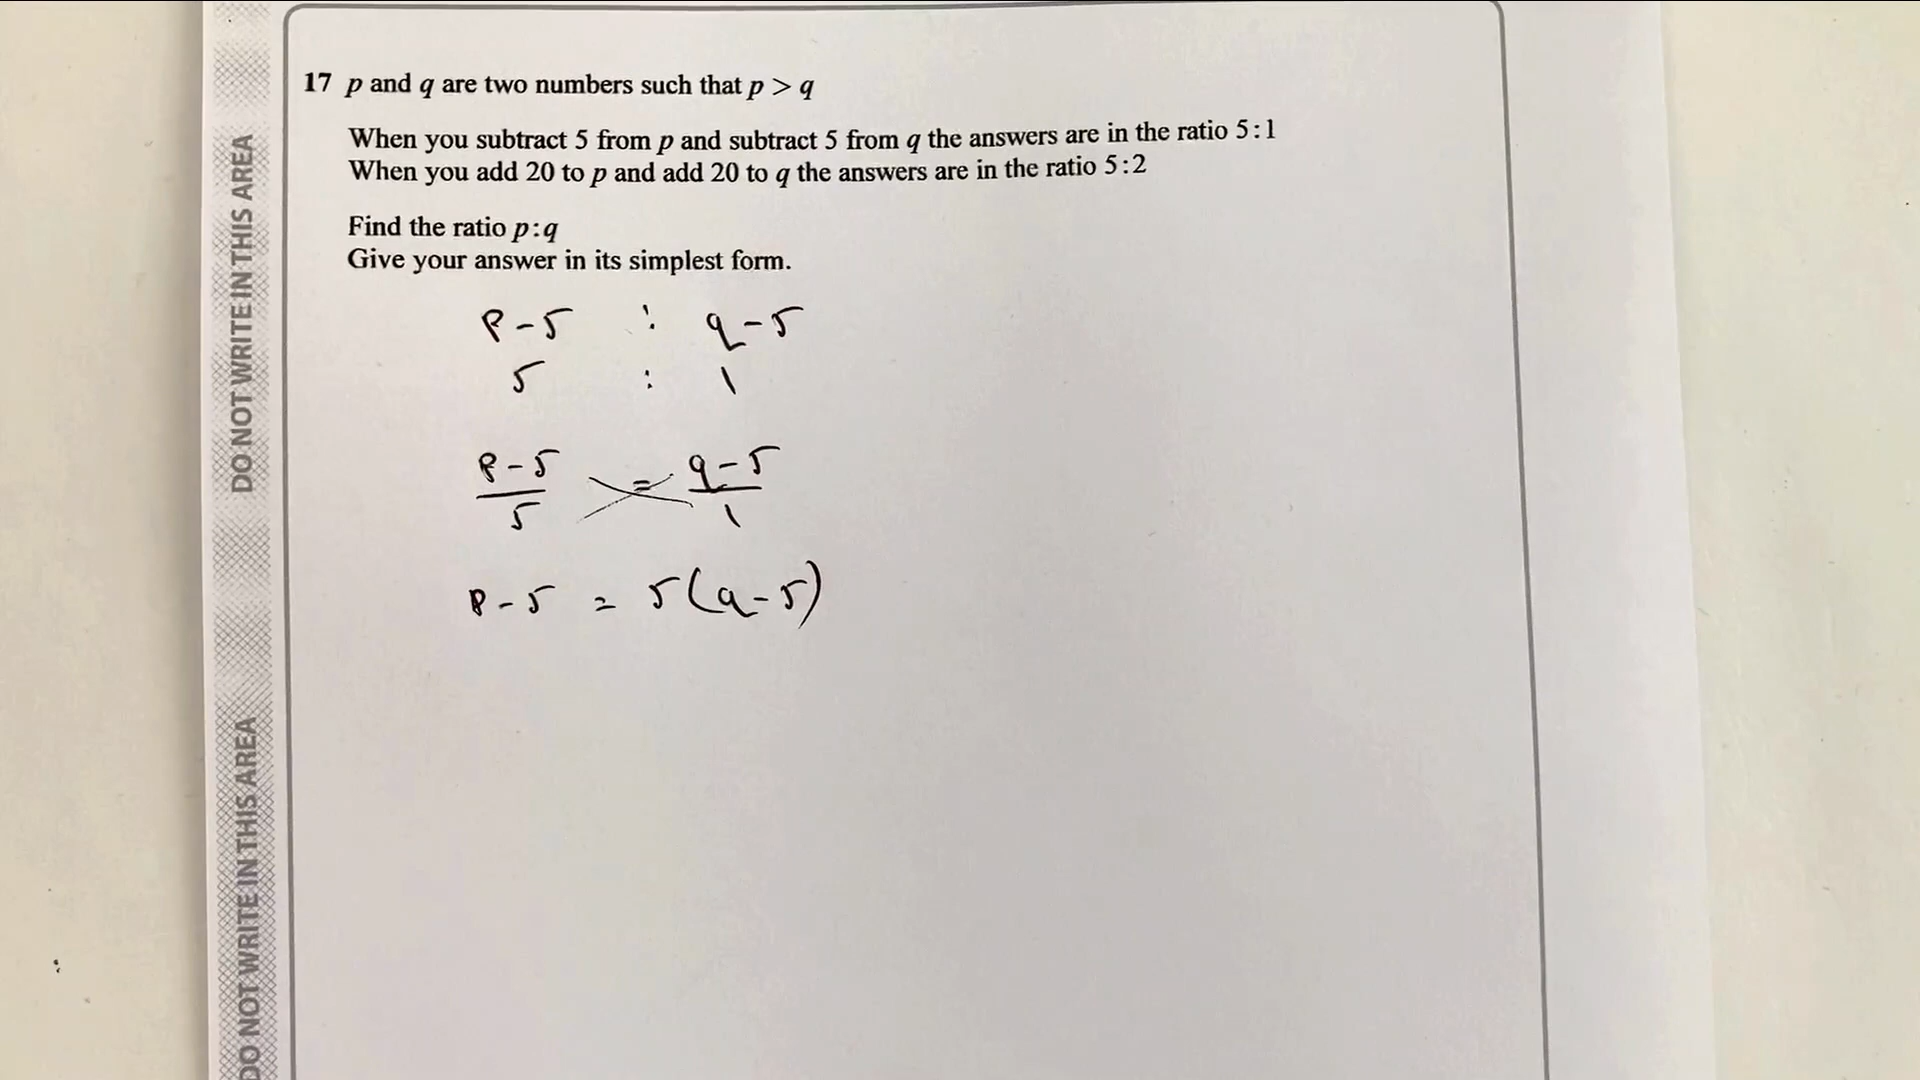 17 p and q are two numbers such that p > q
When you subtract 5 from p and subtract 5 from q the answers are in the ratio 5:1
When you add 20 to p and add 20 to q the answers are in the ratio 5:2
Find the ratio p:q
Give your answer in its simplest form.
P - 5 : q - 5
5 : 1
P - 5 = q - 5
5 1
P - 5 = 5(q - 5)
DO NOT WRITE IN THIS AREA
DO NOT WRITE IN THIS AREA